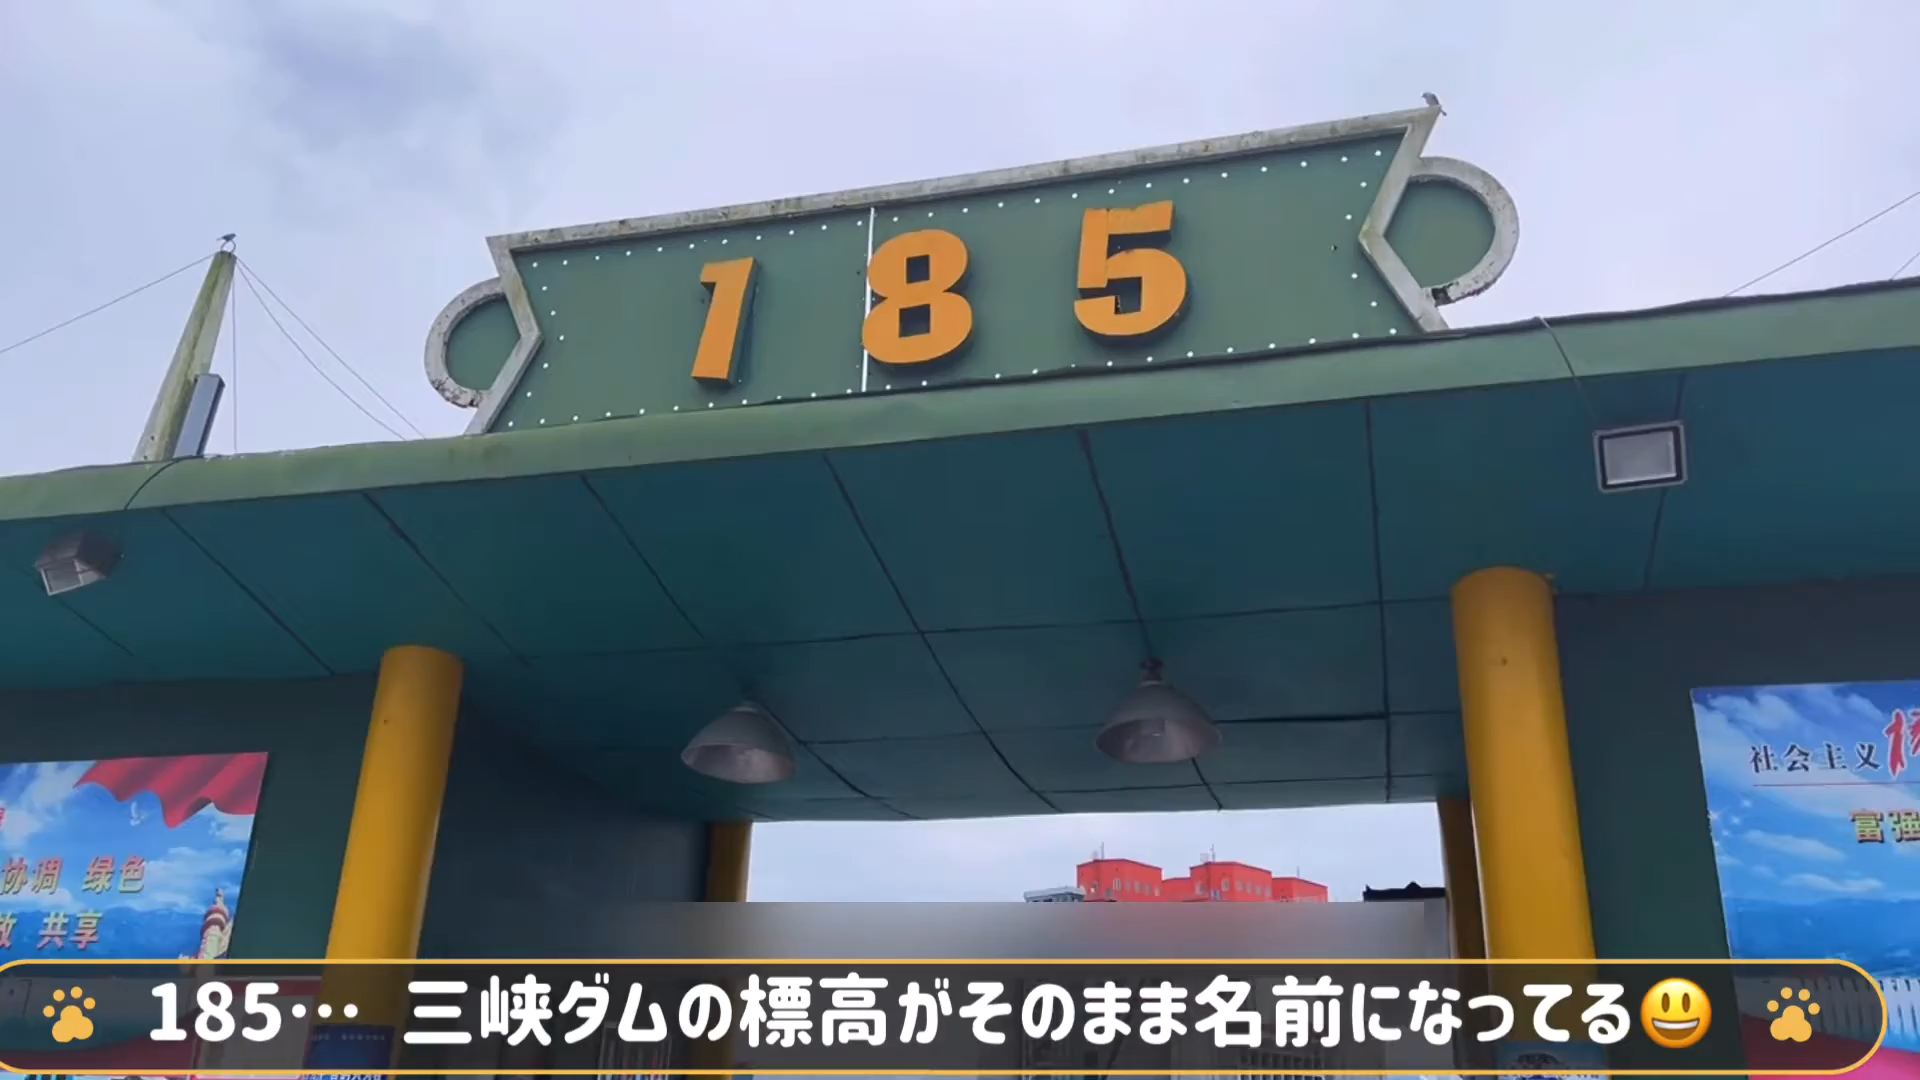 185
协调 绿色
共享
社会主义
富强
185… 三峡ダムの標高がそのまま名前になってる😃